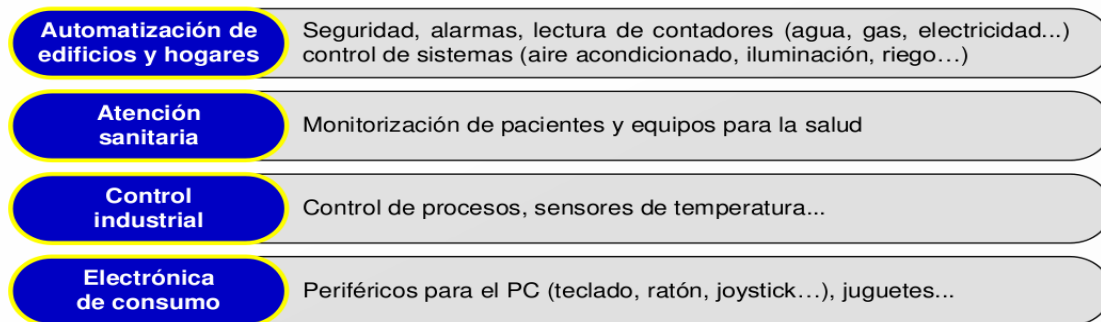 Automatización de
edificios y hogares
Seguridad, alarmas, lectura de contadores (agua, gas, electricidad...)
control de sistemas (aire acondicionado, iluminación, riego…)
Atención
sanitaria
Monitorización de pacientes y equipos para la salud
Control
industrial
Control de procesos, sensores de temperatura...
Electrónica
de consumo
Periféricos para el PC (teclado, ratón, joystick…), juguetes...